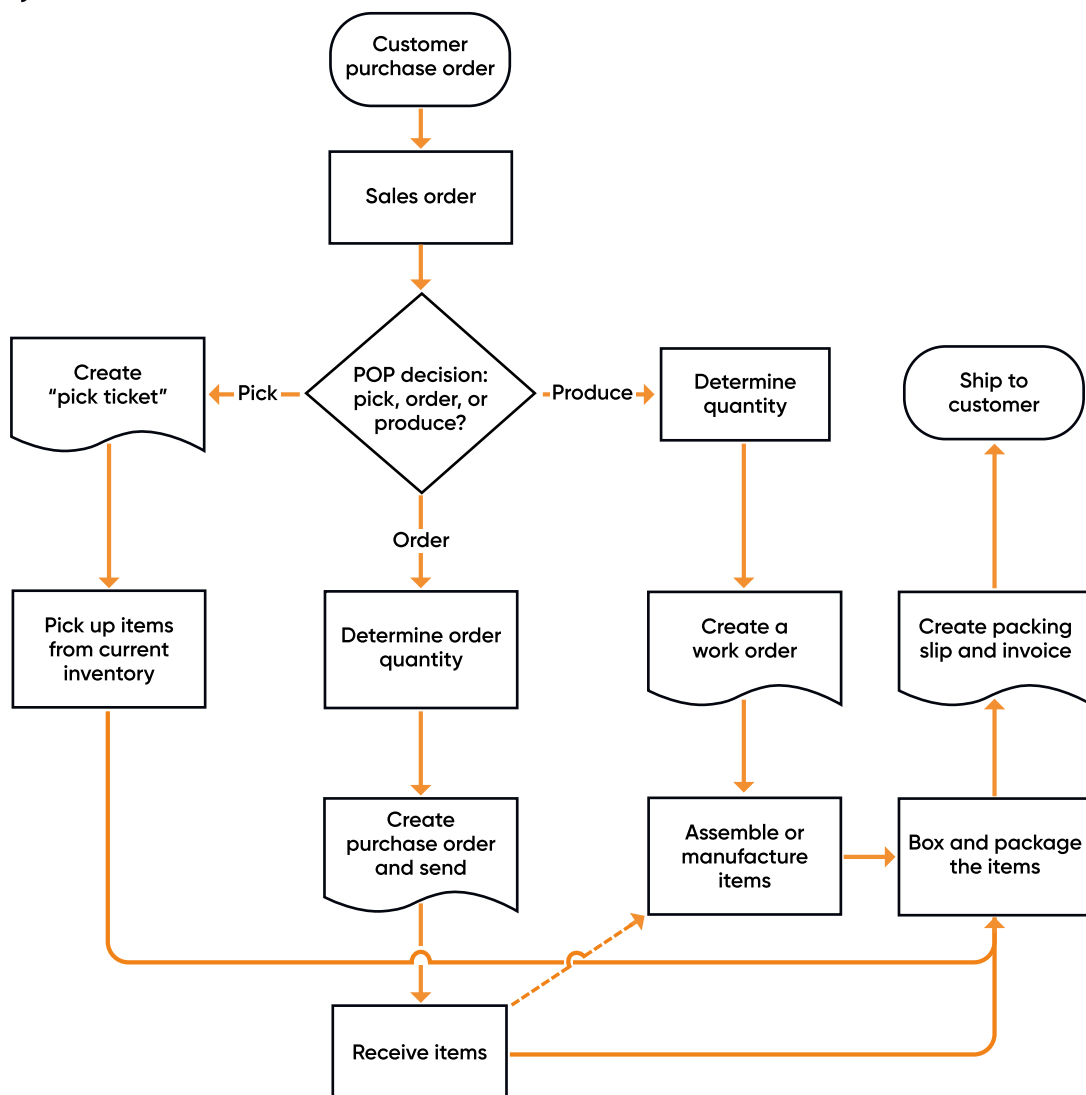 Customer
purchase order
Sales order
POP decision:
pick, order, or
produce?
Pick
Create
“pick ticket”
Pick up items
from current
inventory
Order
Determine order
quantity
Create
purchase order
and send
Receive items
Produce
Determine
quantity
Create a
work order
Assemble or
manufacture
items
Box and package
the items
Create packing
slip and invoice
Ship to
customer